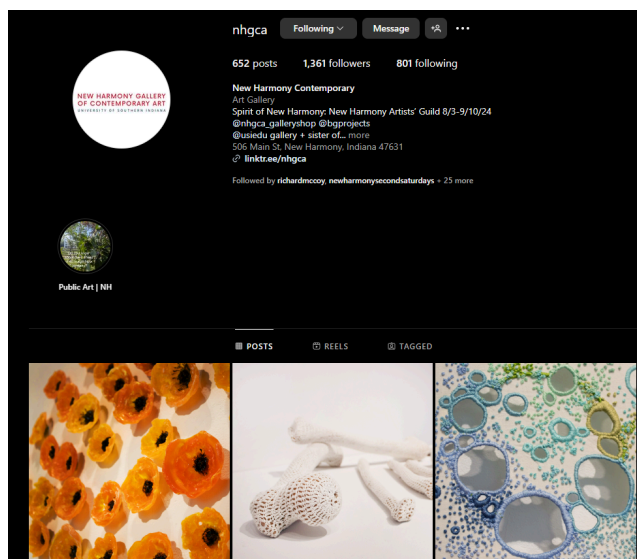 nhgca Following Message
652 posts 1,361 followers 801 following
NEW HARMONY GALLERY
OF CONTEMPORARY ART
UNIVERSITY OF SOUTHERN INDIANA
New Harmony Contemporary
Art Gallery
Spirit of New Harmony: New Harmony Artists' Guild 8/3-9/10/24
@nhgca_galleryshop @bgprojects
@usiedu gallery + sister of... more
506 Main St, New Harmony, Indiana 47631
linktr.ee/nhgca
Followed by richardmccoy, newharmonysecondsaturdays + 25 more
Public Art | NH
POSTS REELS TAGGED